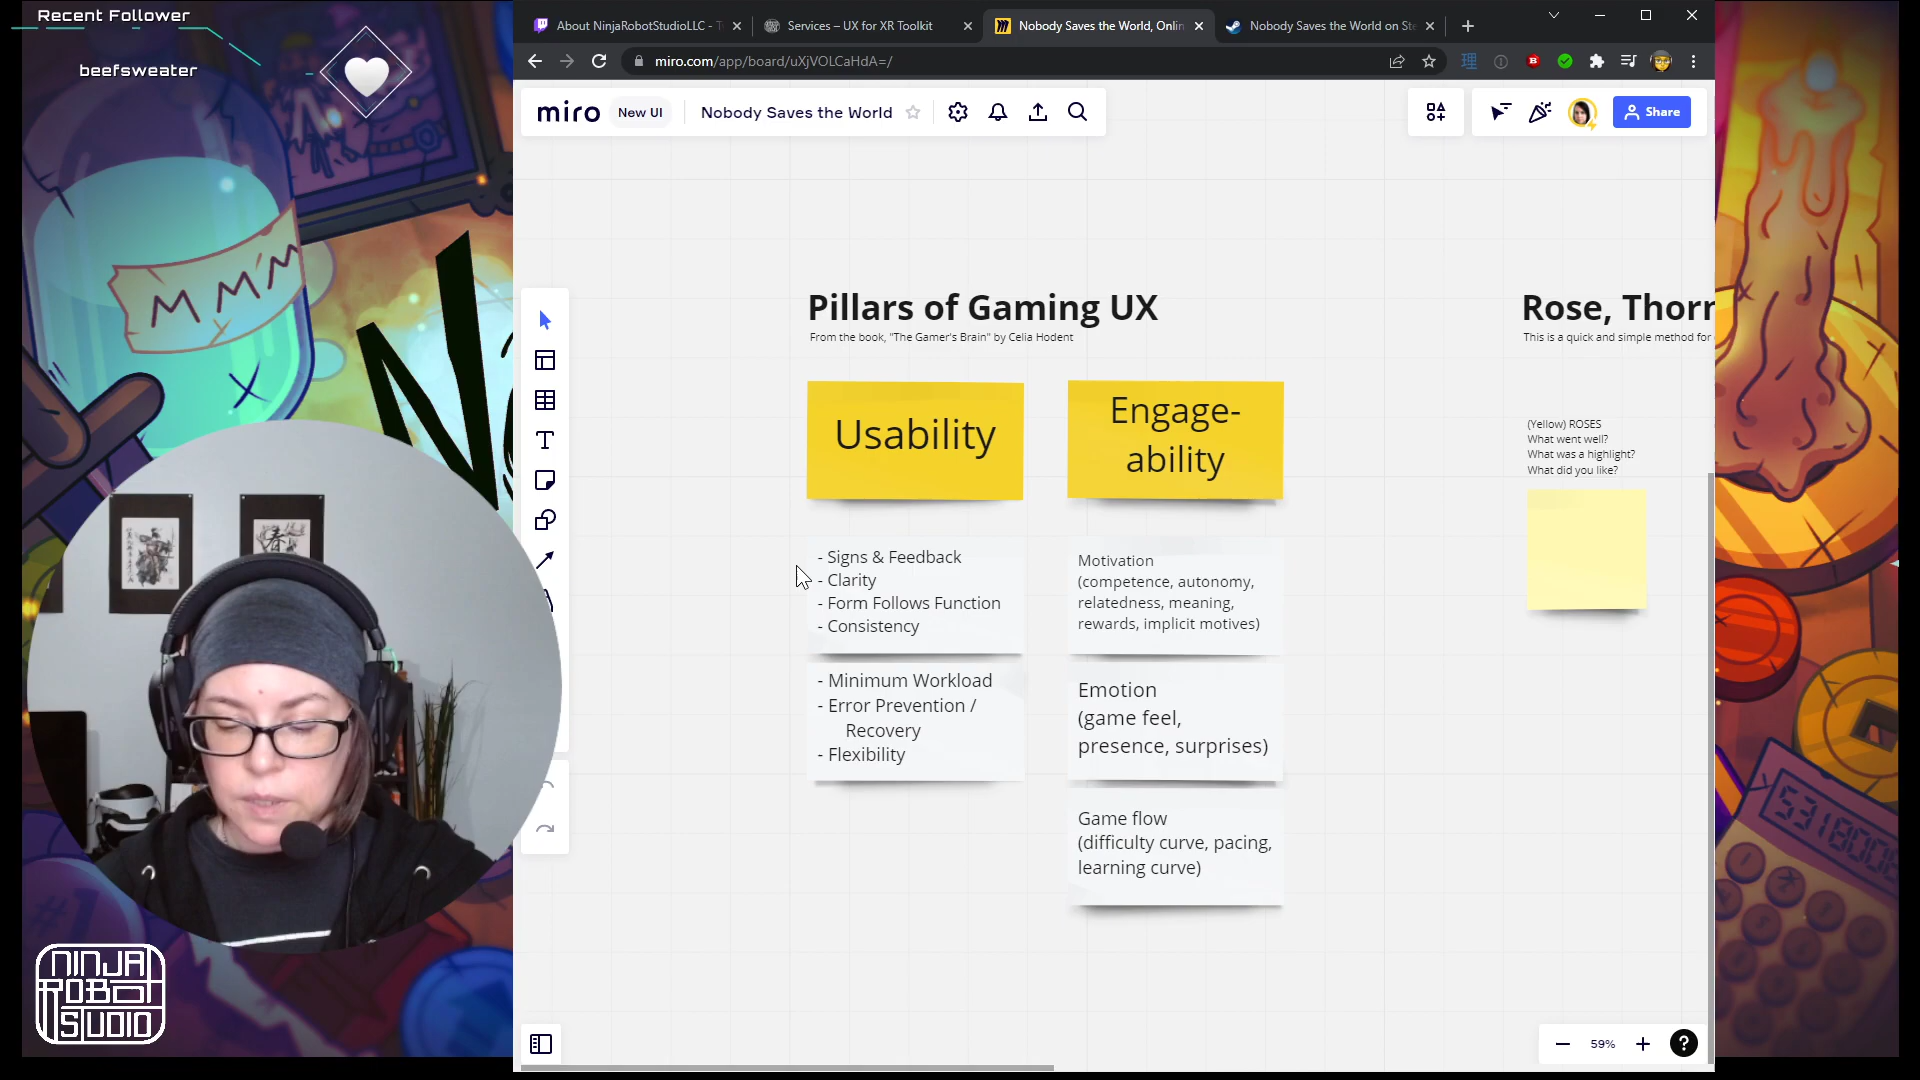 Recent Follower
beefsweater
MMM
NINJA
ROBOT
STUDIO
About NinjaRobotStudioLLC - T
Services – UX for XR Toolkit
Nobody Saves the World, Onlin
Nobody Saves the World on Ste
miro.com/app/board/uXjVOLCaHdA=/
miro
New UI
Nobody Saves the World
Share
Pillars of Gaming UX
From the book, "The Gamer's Brain" by Celia Hodent
Usability
- Signs & Feedback
- Clarity
- Form Follows Function
- Consistency
- Minimum Workload
- Error Prevention /
Recovery
- Flexibility
Engage-
ability
Motivation
(competence, autonomy,
relatedness, meaning,
rewards, implicit motives)
Emotion
(game feel,
presence, surprises)
Game flow
(difficulty curve, pacing,
learning curve)
Rose, Thorn
This is a quick and simple method for
(Yellow) ROSES
What went well?
What was a highlight?
What did you like?
59%
?
#1